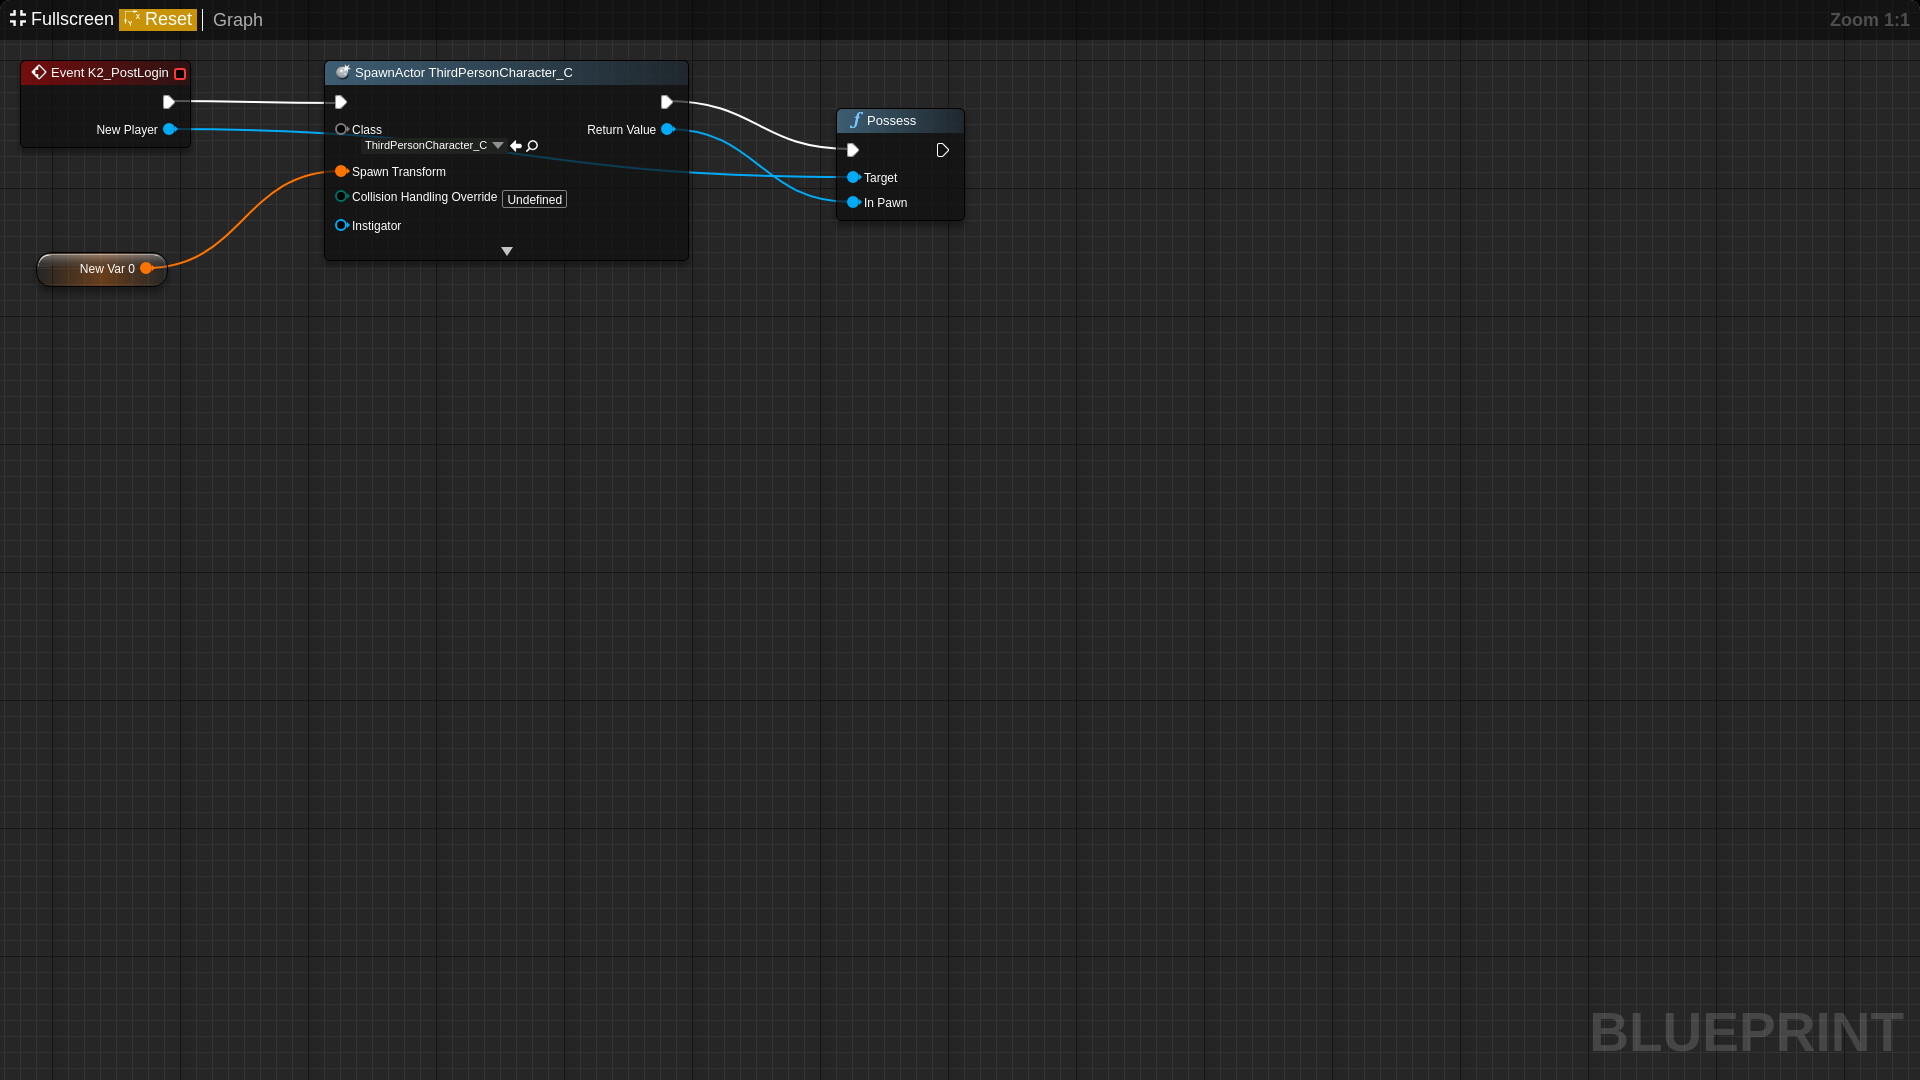 Fullscreen Reset Graph
Zoom 1:1
Event K2_PostLogin
New Player
SpawnActor ThirdPersonCharacter_C
Class
ThirdPersonCharacter_C
Return Value
Spawn Transform
Collision Handling Override Undefined
Instigator
Possess
Target
In Pawn
New Var 0
BLUEPRINT